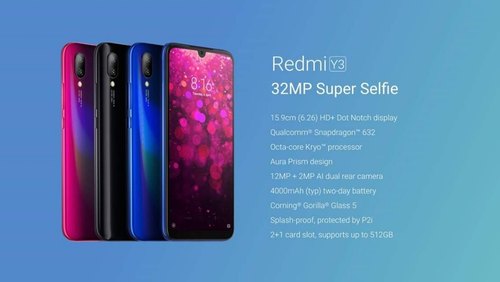 Redmi Y3
32MP Super Selfie
15.9cm (6.26) HD+ Dot Notch display
Qualcomm® Snapdragon™ 632
Octa-core Kryo™ processor
Aura Prism design
12MP + 2MP AI dual rear camera
4000mAh (typ) two-day battery
Corning® Gorilla® Glass 5
Splash-proof, protected by P2i
2+1 card slot, supports up to 512GB
8:16